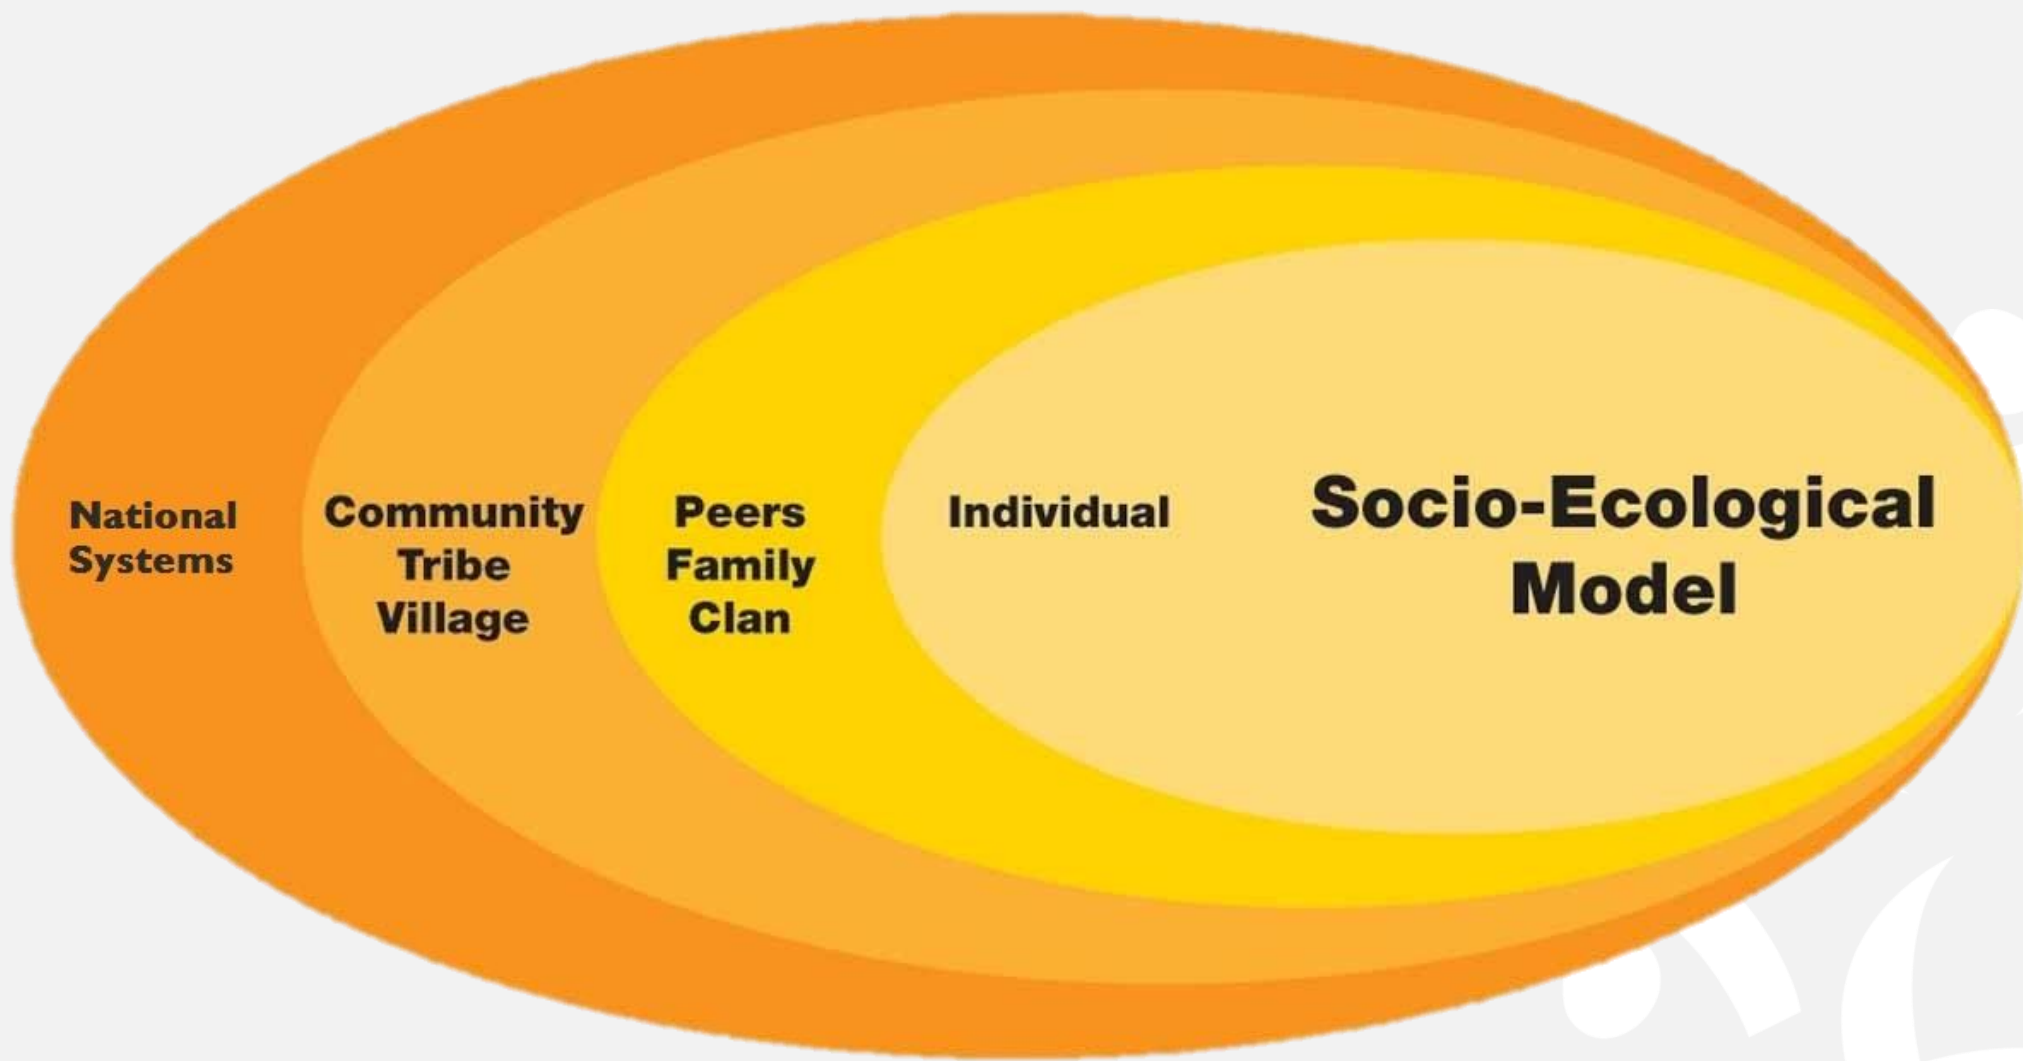 National
Systems
Community
Tribe
Village
Peers
Family
Clan
Individual
Socio-Ecological
Model